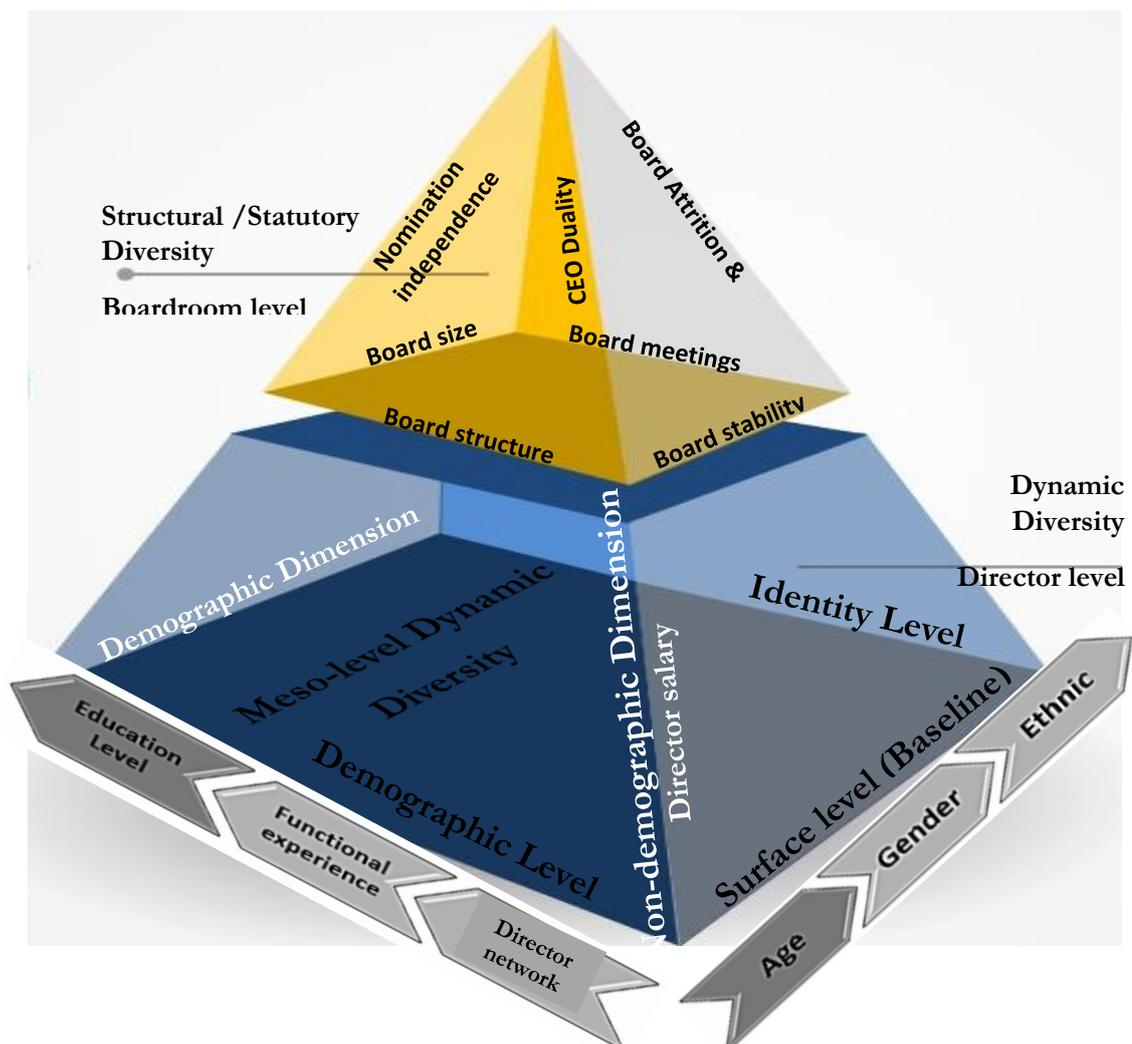 Structural /Statutory
Diversity
Boardroom level
Nomination
independence
CEO Duality
Board Attrition &
Board size
Board meetings
Board structure
Board stability
Dynamic
Diversity
Director level
Demographic Dimension
Non-demographic Dimension
Director salary
Identity Level
Meso-level Dynamic
Diversity
Demographic Level
Surface level (Baseline)
Education
Level
Functional
experience
Director
network
Age
Gender
Ethnic